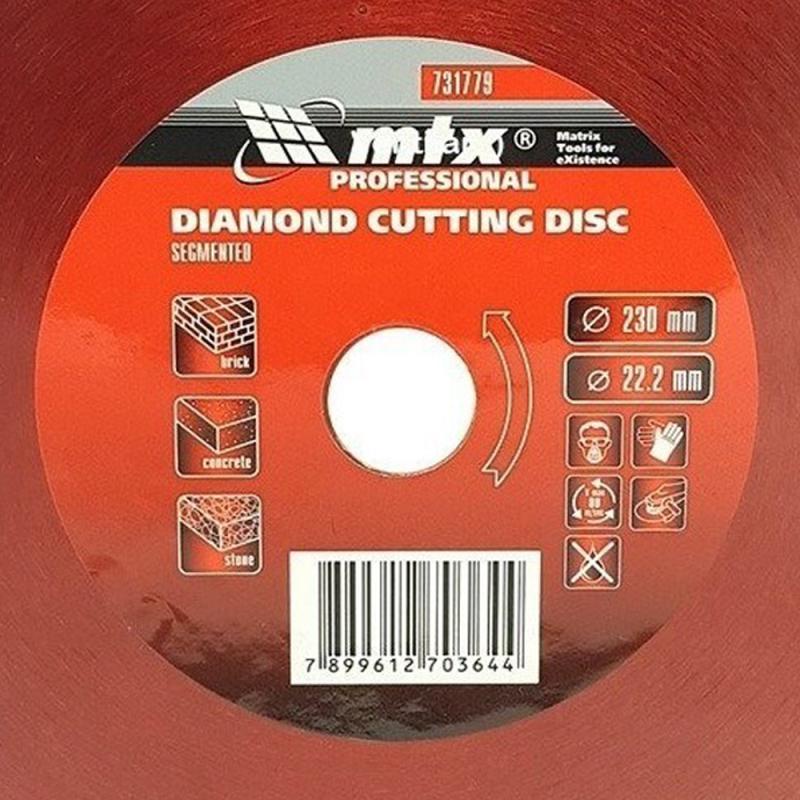 731779
mtx ®
Matrix
Tools for
eXistence
PROFESSIONAL
DIAMOND CUTTING DISC
SEGMENTED
brick
concrete
stone
Ø 230 mm
Ø 22.2 mm
80
7 899612 703644